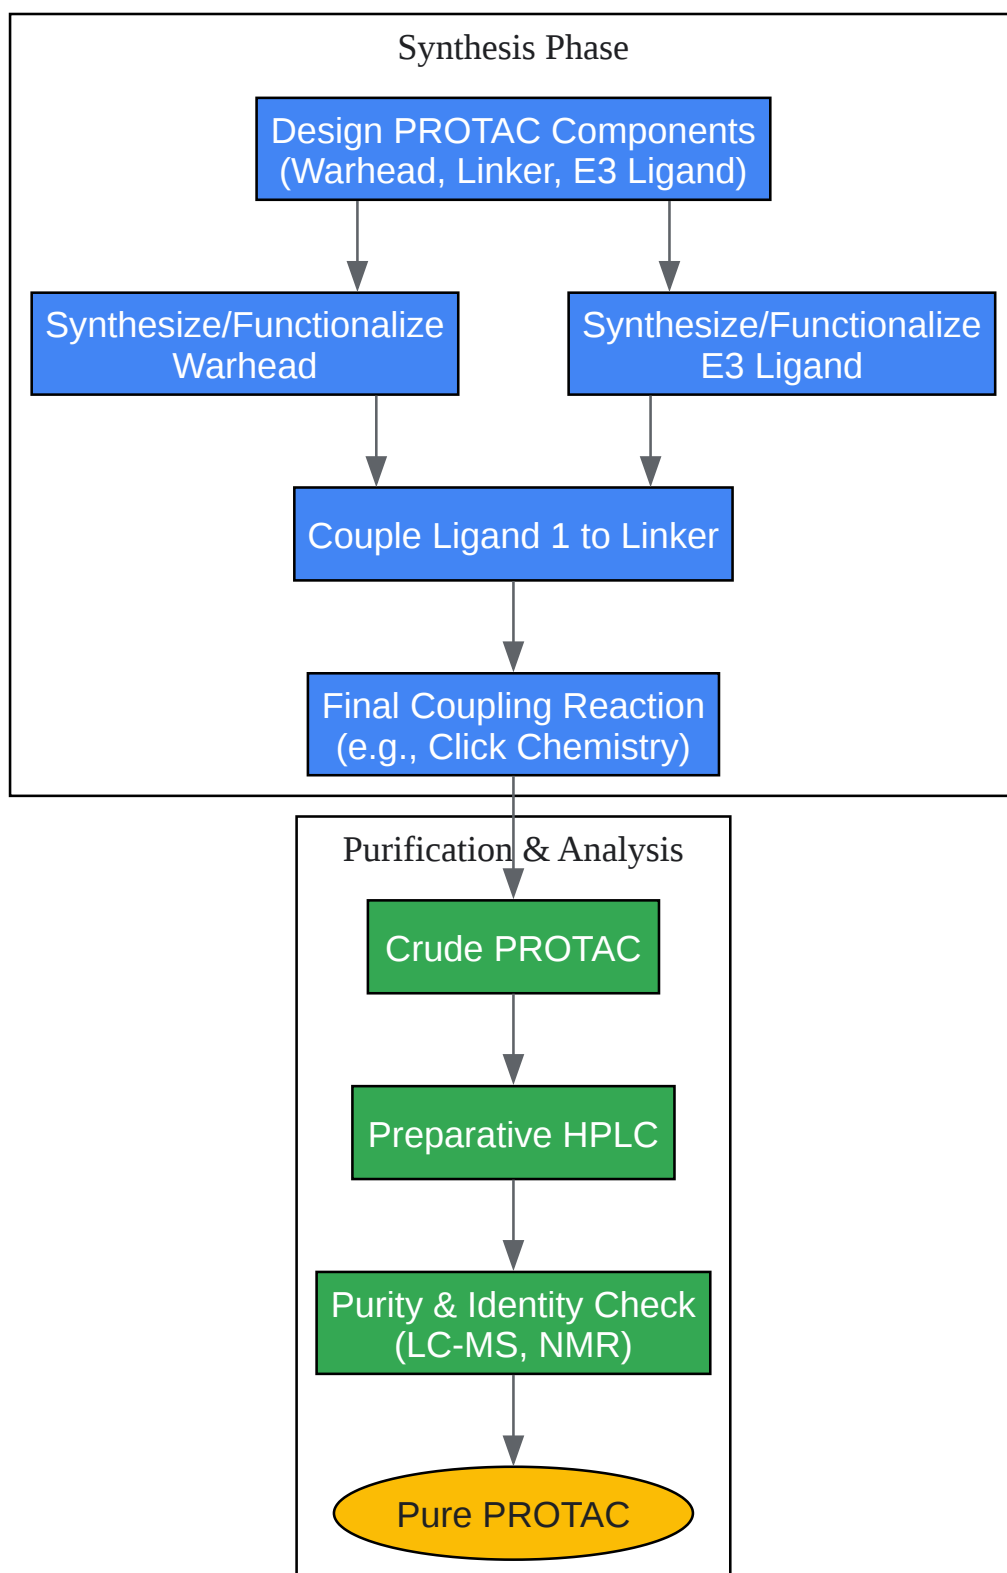 Synthesis Phase
Design PROTAC Components
(Warhead, Linker, E3 Ligand)
Synthesize/Functionalize
Warhead
Synthesize/Functionalize
E3 Ligand
Couple Ligand 1 to Linker
Final Coupling Reaction
(e.g., Click Chemistry)
Purification & Analysis
Crude PROTAC
Preparative HPLC
Purity & Identity Check
(LC-MS, NMR)
Pure PROTAC